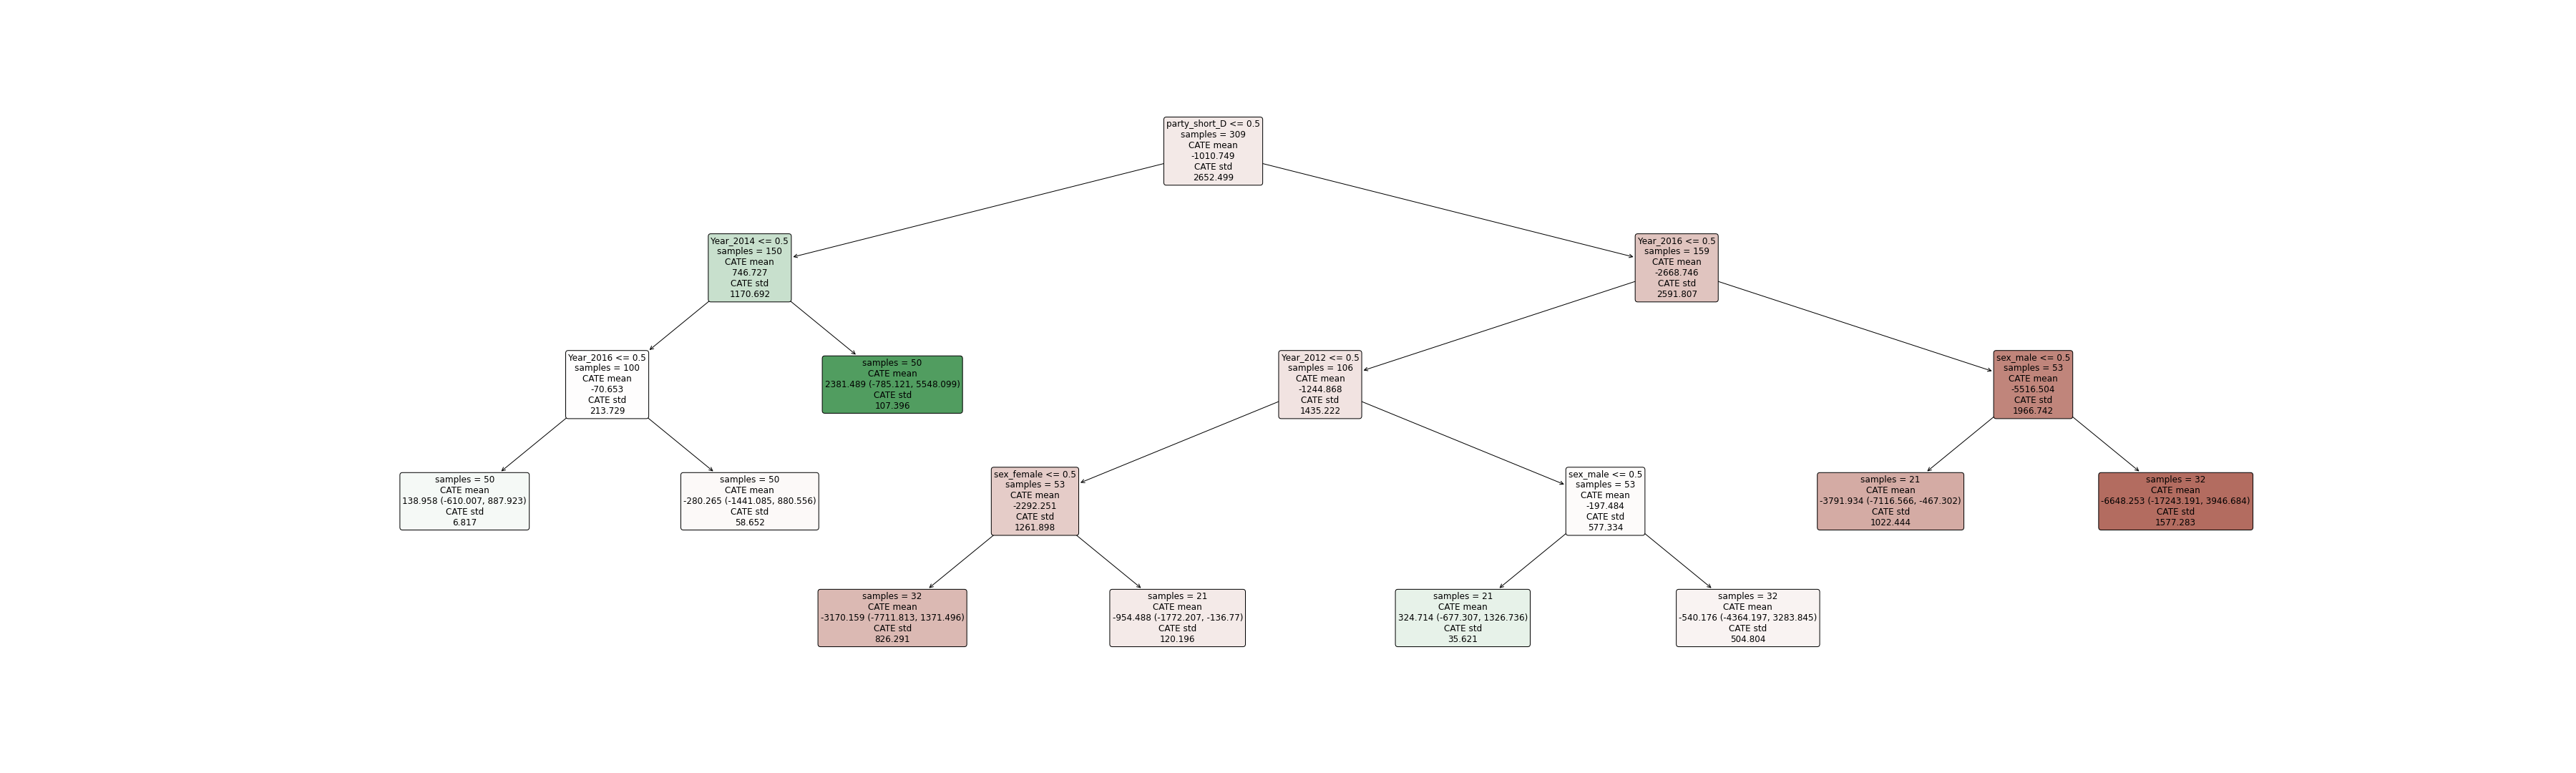 party_short_D <= 0.5
samples = 309
CATE mean
-1010.749
CATE std
2652.499
Year_2014 <= 0.5
samples = 150
CATE mean
746.727
CATE std
1170.692
Year_2016 <= 0.5
samples = 159
CATE mean
-2668.746
CATE std
2591.807
Year_2016 <= 0.5
samples = 100
CATE mean
-70.653
CATE std
213.729
samples = 50
CATE mean
2381.489 (-785.121, 5548.099)
CATE std
107.396
Year_2012 <= 0.5
samples = 106
CATE mean
-1244.868
CATE std
1435.222
sex_male <= 0.5
samples = 53
CATE mean
-5516.504
CATE std
1966.742
samples = 50
CATE mean
138.958 (-610.007, 887.923)
CATE std
6.817
samples = 50
CATE mean
-280.265 (-1441.085, 880.556)
CATE std
58.652
sex_female <= 0.5
samples = 53
CATE mean
-2292.251
CATE std
1261.898
sex_male <= 0.5
samples = 53
CATE mean
-197.484
CATE std
577.334
samples = 21
CATE mean
-3791.934 (-7116.566, -467.302)
CATE std
1022.444
samples = 32
CATE mean
-6648.253 (-17243.191, 3946.684)
CATE std
1577.283
samples = 32
CATE mean
-3170.159 (-7711.813, 1371.496)
CATE std
826.291
samples = 21
CATE mean
-954.488 (-1772.207, -136.77)
CATE std
120.196
samples = 21
CATE mean
324.714 (-677.307, 1326.736)
CATE std
35.621
samples = 32
CATE mean
-540.176 (-4364.197, 3283.845)
CATE std
504.804